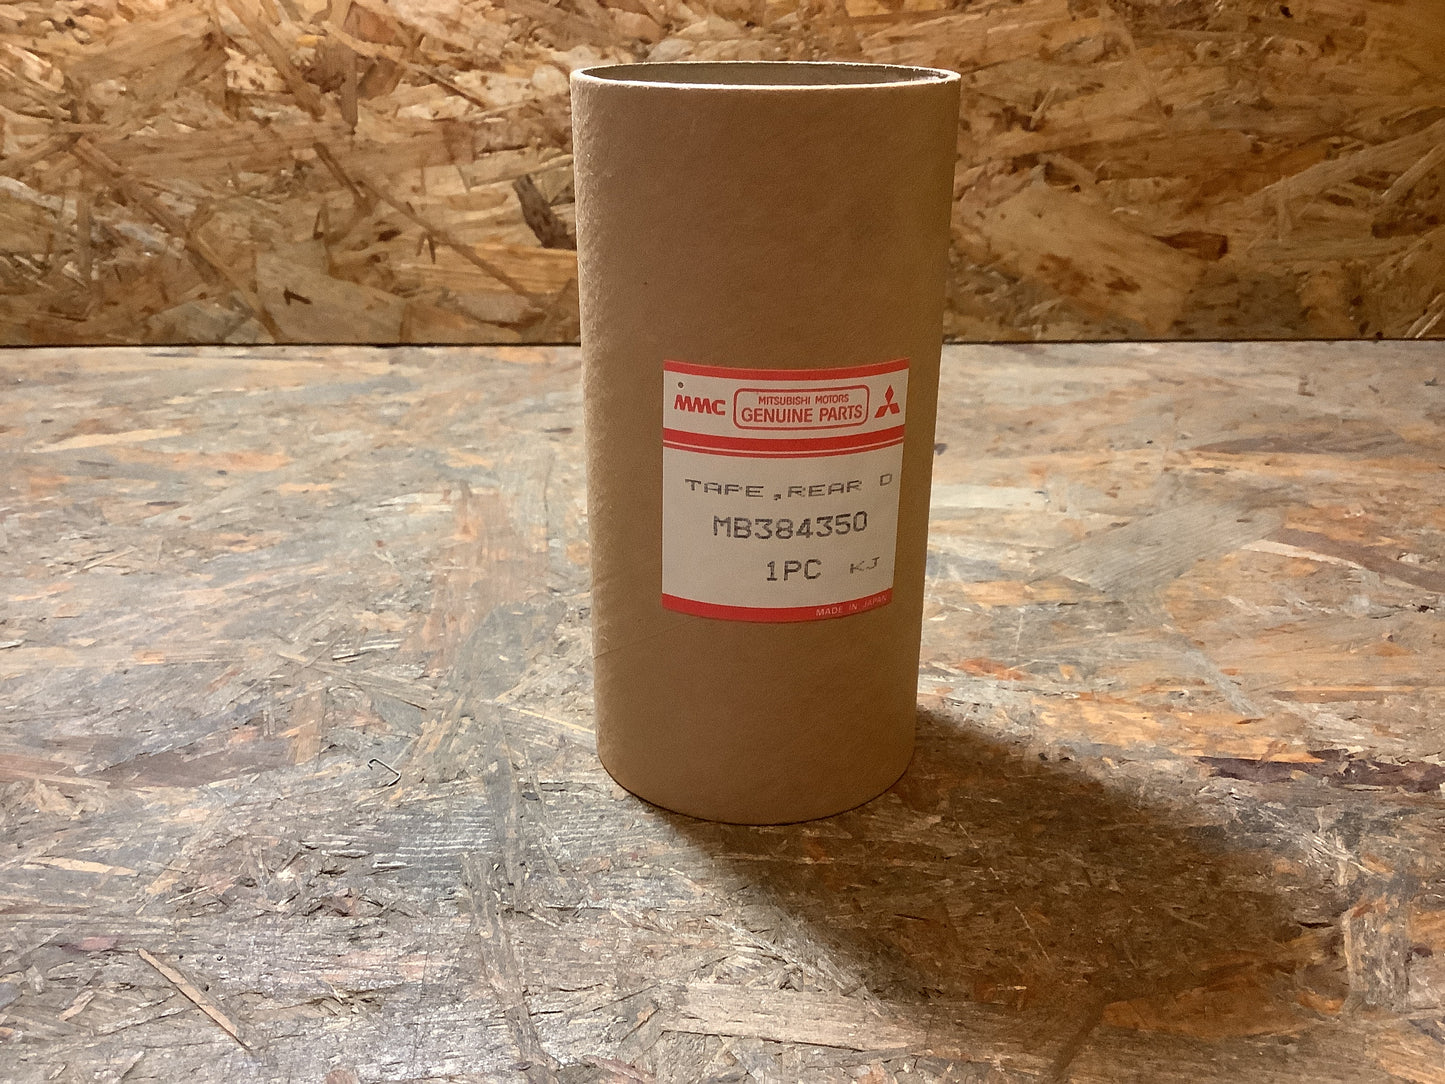 MMC
MITSUBISHI MOTORS
GENUINE PARTS
TAPE,REAR D
MB384350
1PC KJ
MADE IN JAPAN